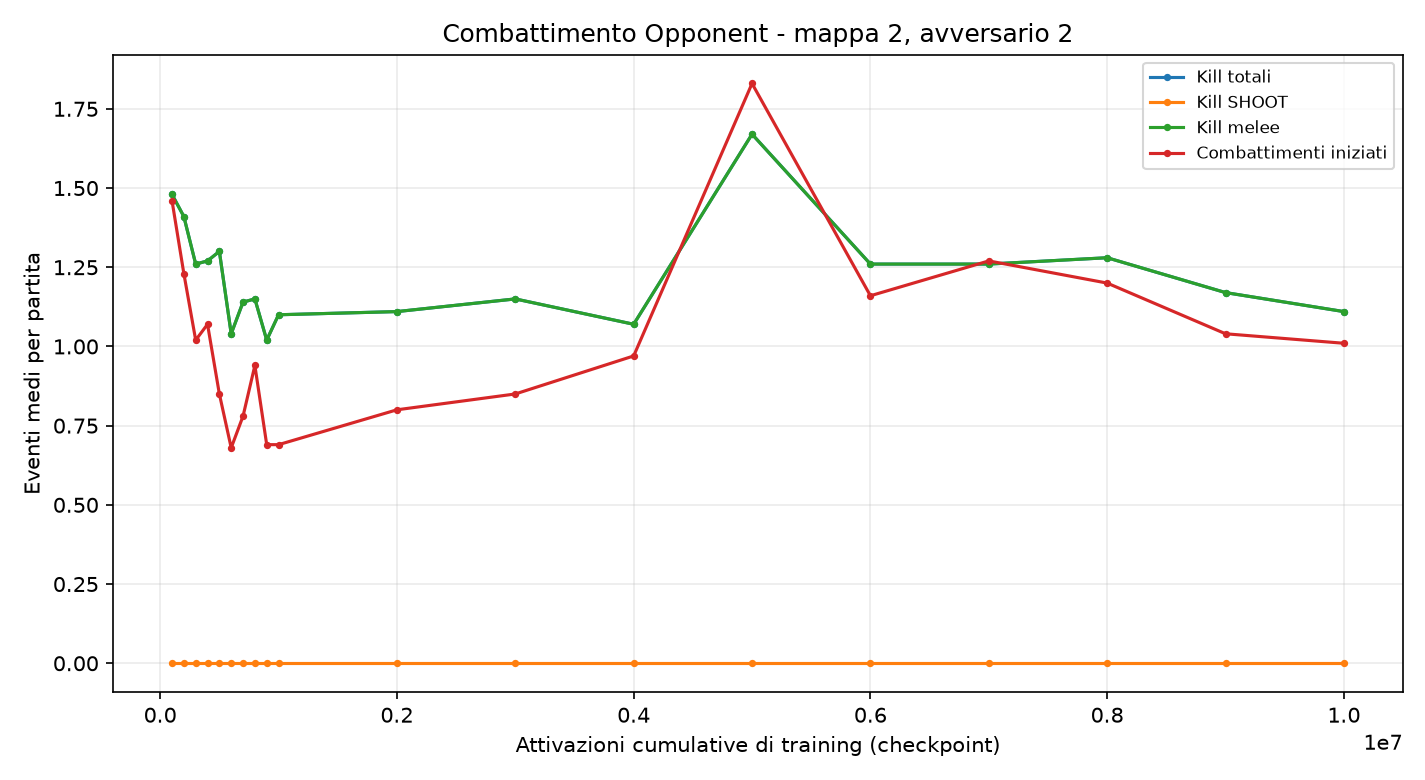 Combattimento Opponent - mappa 2, avversario 2
Kill totali
Kill SHOOT
Kill melee
Combattimenti iniziati
Eventi medi per partita
1.75
1.50
1.25
1.00
0.75
0.50
0.25
0.00
0.0 0.2 0.4 0.6 0.8 1.0
1e7
Attivazioni cumulative di training (checkpoint)